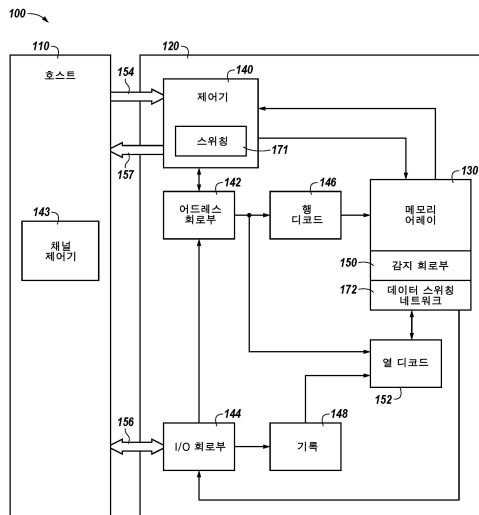 100
110
120
호스트
154
140
제어기
스위칭
171
157
130
142
146
143
어드레스
회로부
행
디코드
메모리
어레이
채널
제어기
150
감지 회로부
172
데이터 스위칭
네트워크
열 디코드
152
156
144
148
I/O 회로부
기록